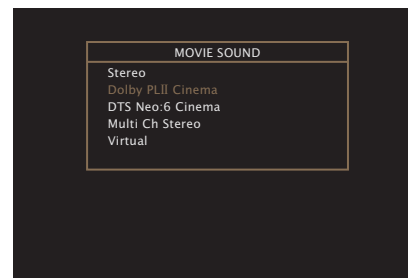 MOVIE SOUND
Stereo
Dolby PLII Cinema
DTS Neo:6 Cinema
Multi Ch Stereo
Virtual